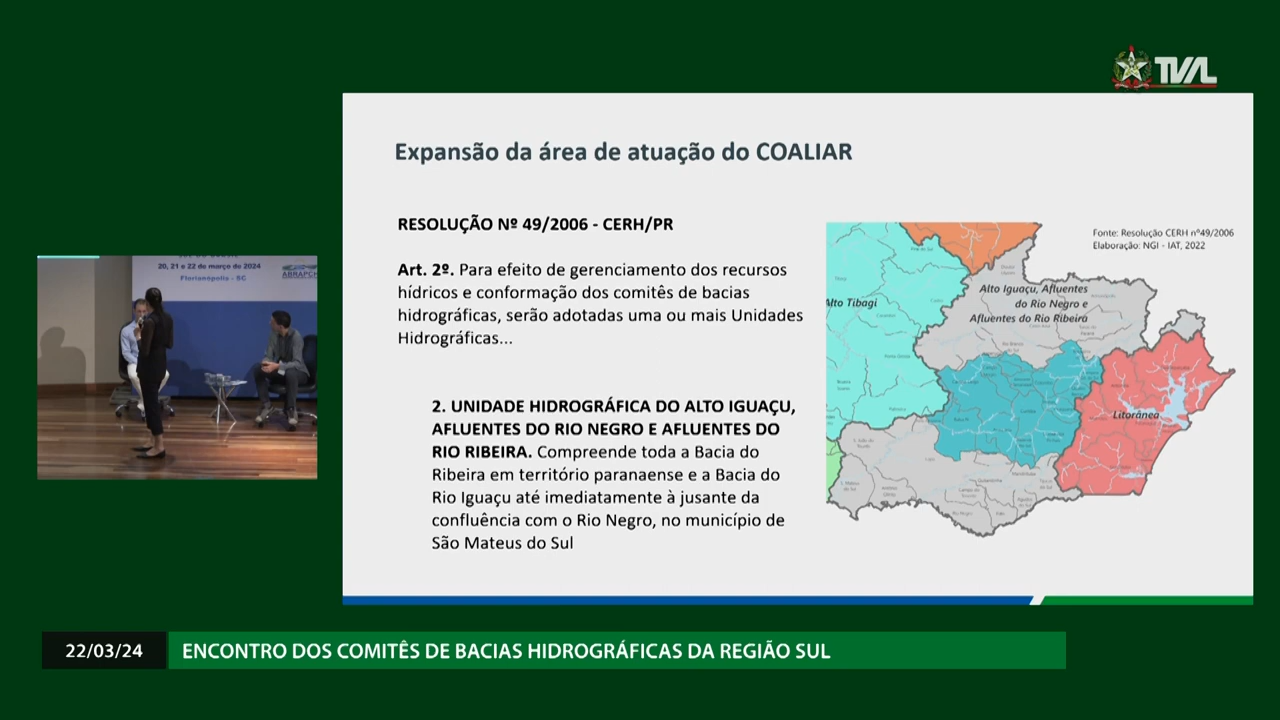 TVAL
Expansão da área de atuação do COALIAR
RESOLUÇÃO Nº 49/2006 - CERH/PR
Art. 2º. Para efeito de gerenciamento dos recursos
hídricos e conformação dos comitês de bacias
hidrográficas, serão adotadas uma ou mais Unidades
Hidrográficas...
2. UNIDADE HIDROGRÁFICA DO ALTO IGUAÇU,
AFLUENTES DO RIO NEGRO E AFLUENTES DO
RIO RIBEIRA. Compreende toda a Bacia do
Ribeira em território paranaense e a Bacia do
Rio Iguaçu até imediatamente à jusante da
confluência com o Rio Negro, no município de
São Mateus do Sul
Fonte: Resolução CERH nº49/2006
Elaboração: NGI - IAT, 2022
Alto Iguaçu, Afluentes
do Rio Negro e
Afluentes do Rio Ribeira
Alto Tibagi
Litorânea
20, 21 e 22 de março de 2024
Florianópolis - SC
ABRAPCH
22/03/24
ENCONTRO DOS COMITÊS DE BACIAS HIDROGRÁFICAS DA REGIÃO SUL